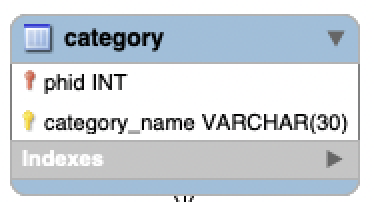 category
phid INT
category_name VARCHAR(30)
Indexes